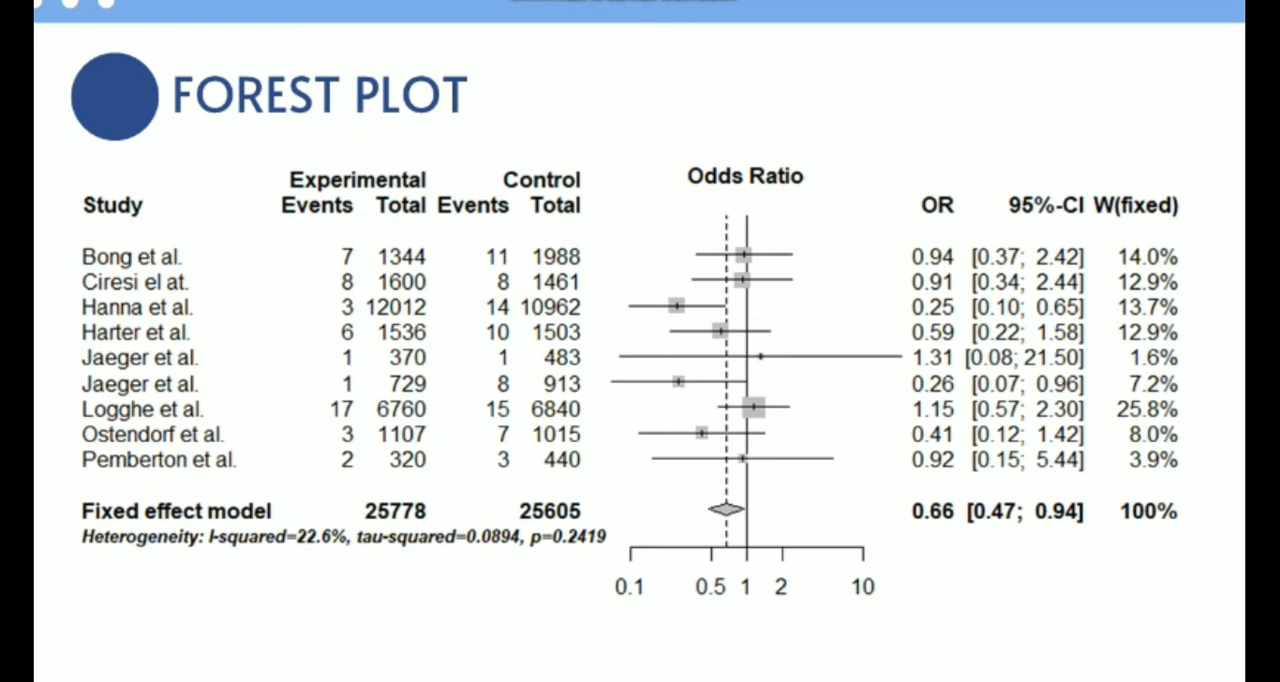 FOREST PLOT
Experimental Control Odds Ratio
Study Events Total Events Total OR 95%-CI W(fixed)
Bong et al. 7 1344 11 1988 0.94 [0.37; 2.42] 14.0%
Ciresi el at. 8 1600 8 1461 0.91 [0.34; 2.44] 12.9%
Hanna et al. 3 12012 14 10962 0.25 [0.10; 0.65] 13.7%
Harter et al. 6 1536 10 1503 0.59 [0.22; 1.58] 12.9%
Jaeger et al. 1 370 1 483 1.31 [0.08; 21.50] 1.6%
Jaeger et al. 1 729 8 913 0.26 [0.07; 0.96] 7.2%
Logghe et al. 17 6760 15 6840 1.15 [0.57; 2.30] 25.8%
Ostendorf et al. 3 1107 7 1015 0.41 [0.12; 1.42] 8.0%
Pemberton et al. 2 320 3 440 0.92 [0.15; 5.44] 3.9%
Fixed effect model 25778 25605 0.66 [0.47; 0.94] 100%
Heterogeneity: I-squared=22.6%, tau-squared=0.0894, p=0.2419
0.1 0.5 1 2 10